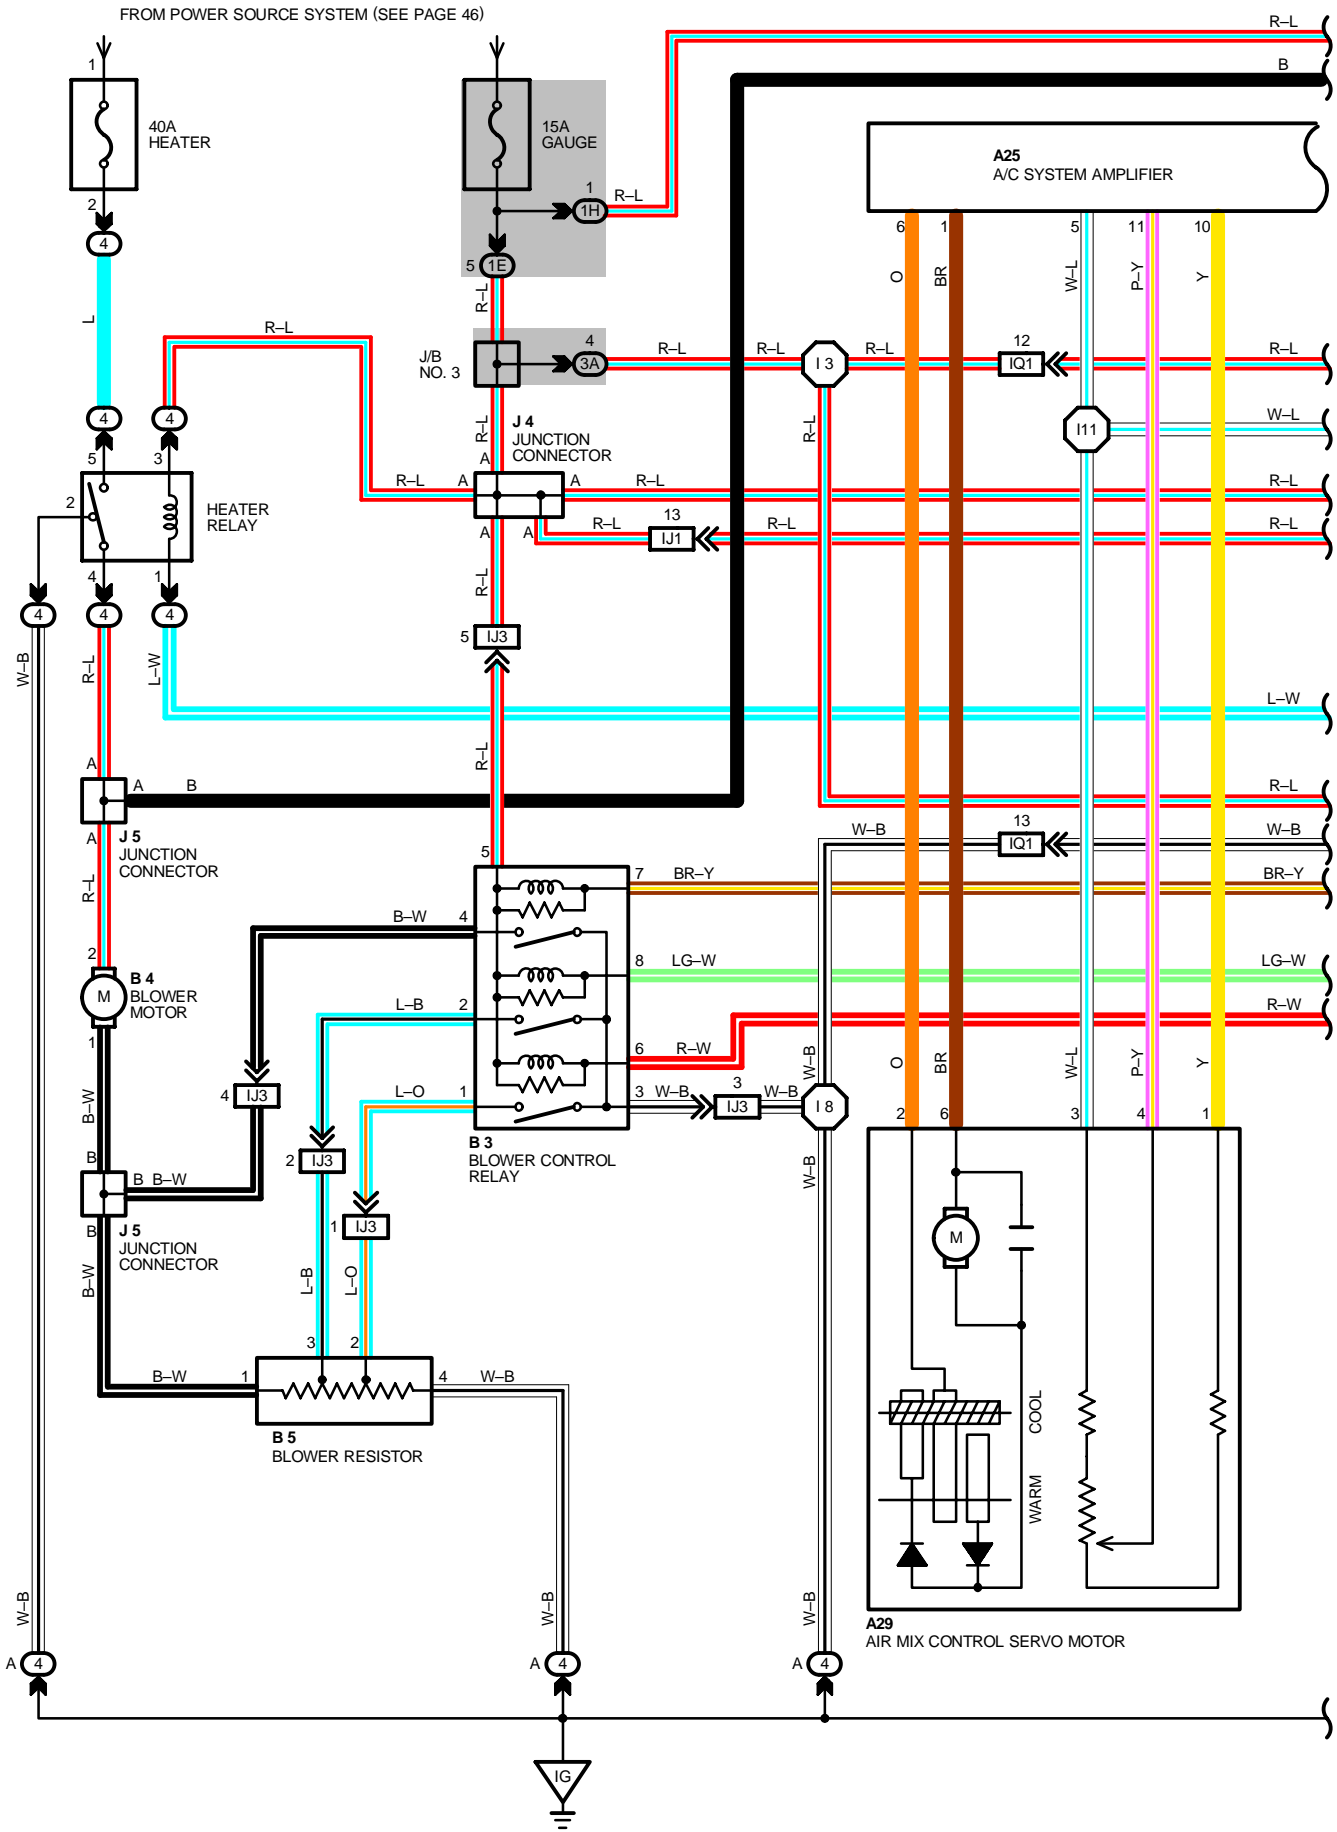 FROM POWER SOURCE SYSTEM (SEE PAGE 46)
R–L
B
1
40A
HEATER
15A
GAUGE
1
1H
R–L
A25
A/C SYSTEM AMPLIFIER
2
4
5 1E
6
1
5
11
10
L
R–L
O
BR
W–L
P–Y
Y
R–L
J/B
NO. 3
4
3A
R–L
R–L
I 3
R–L
12
IQ1
R–L
4
4
R–L
J 4
JUNCTION
CONNECTOR
R–L
I11
W–L
5
3
A
2
HEATER
RELAY
R–L
A
A
R–L
R–L
A
A
R–L
13
IJ1
R–L
R–L
4
1
R–L
4
4
4
5 IJ3
W–B
R–L
L–W
L–W
R–L
A
A
B
R–L
A
J 5
JUNCTION
CONNECTOR
13
W–B
IQ1
W–B
5
R–L
7
BR–Y
BR–Y
B–W
4
2
B 4
BLOWER
MOTOR
M
8
LG–W
LG–W
L–B
2
R–W
1
6
R–W
W–B
O
BR
W–L
P–Y
Y
L–O
1
3
W–B
3
IJ3
W–B
I 8
4 IJ3
B–W
2
6
3
4
1
B 3
BLOWER CONTROL
RELAY
B
2 IJ3
B
B–W
W–B
B
J 5
JUNCTION
CONNECTOR
1 IJ3
M
B–W
L–B
L–O
3
2
B–W
1
4
W–B
COOL
B 5
BLOWER RESISTOR
WARM
W–B
W–B
W–B
A29
AIR MIX CONTROL SERVO MOTOR
A 4
A 4
A 4
IG